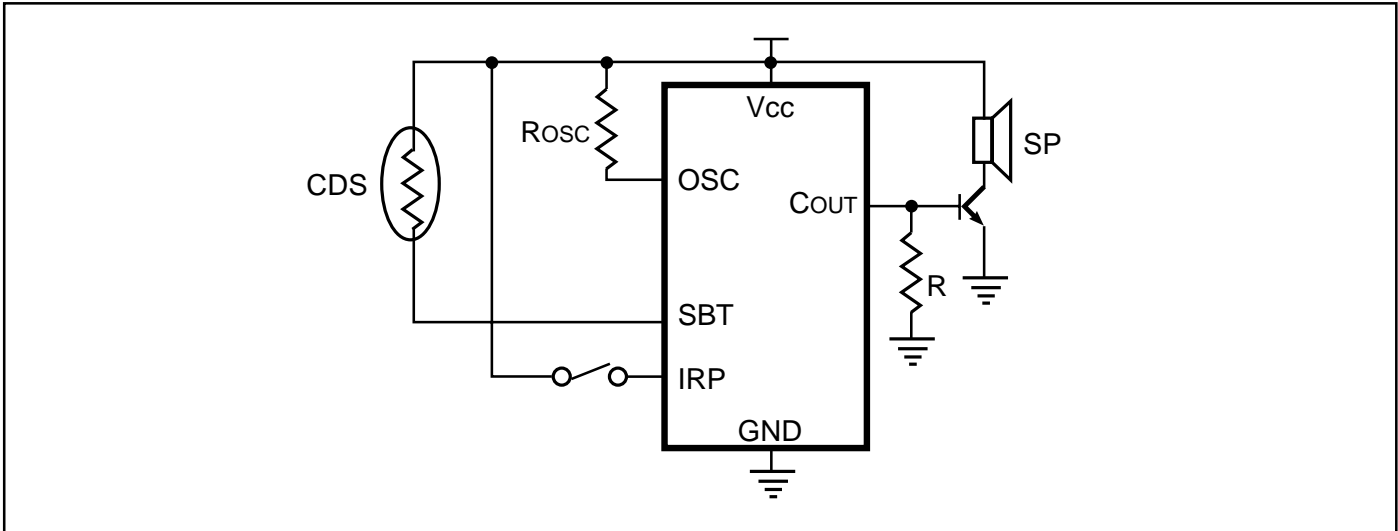 Vcc
ROSC
SP
CDS
OSC
COUT
R
SBT
IRP
GND